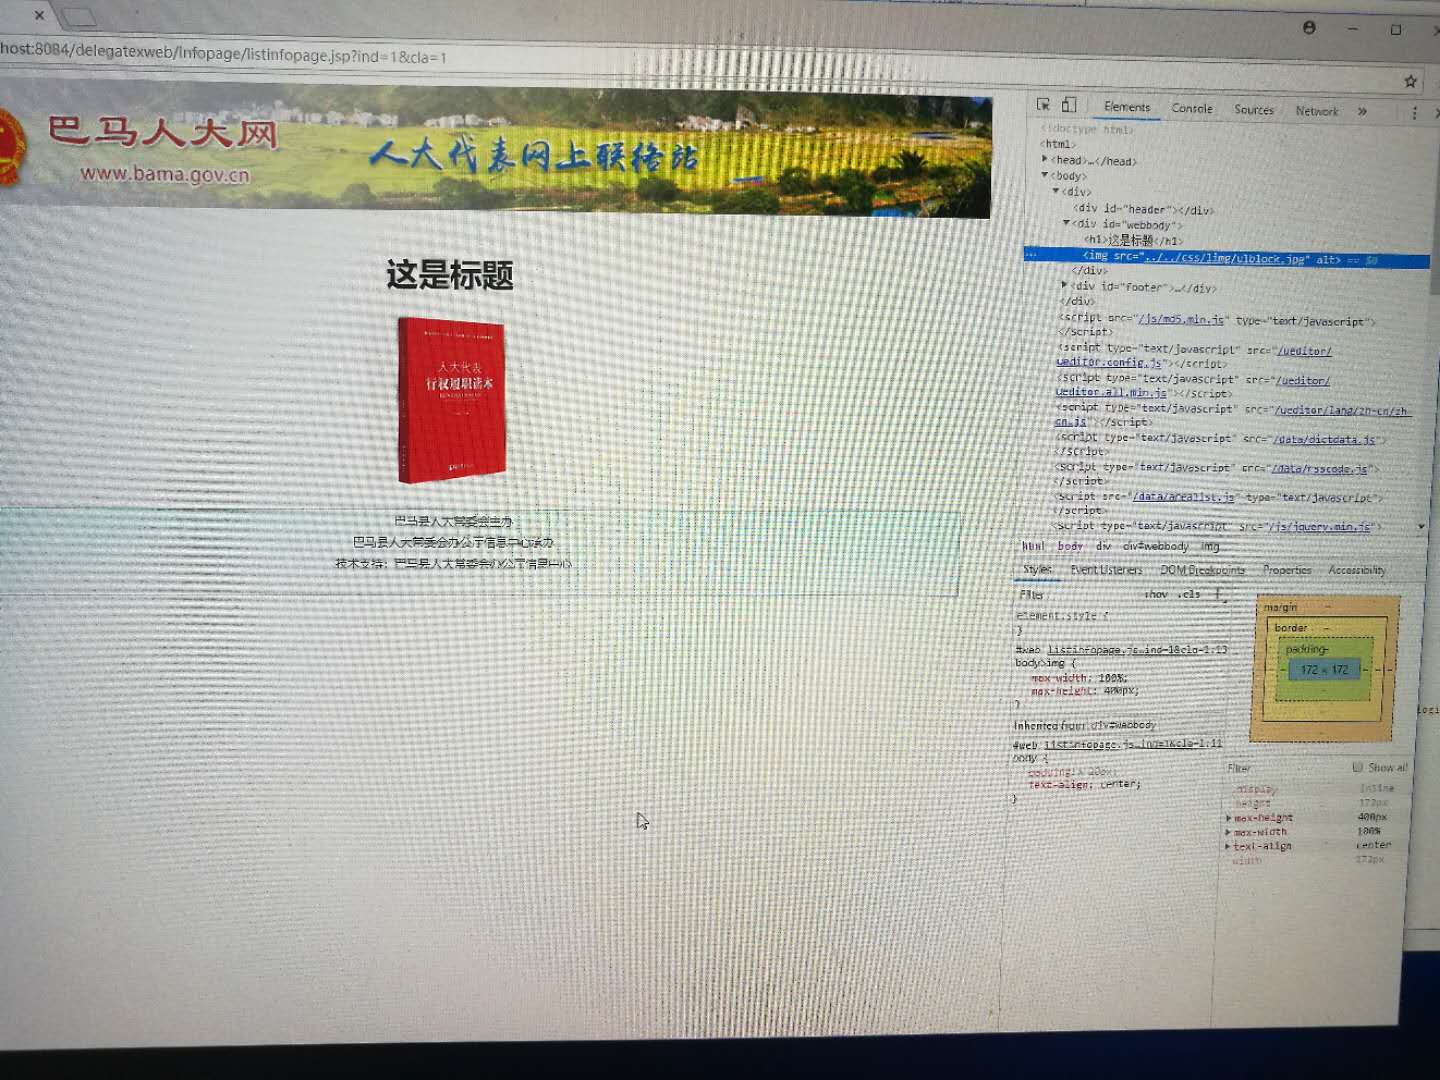 host:8084/delegatexweb/Infopage/listinfopage.jsp?ind=1&cla=1
巴马人大网
www.bama.gov.cn
人大代表网上联络站
这是标题
人大代表
行权履职读本
巴马县人大常委会主办
巴马县人大常委会办公厅信息中心承办
技术支持：巴马县人大常委会办公厅信息中心
Elements Console Sources Network »
<!doctype html>
<html>
<head>…</head>
<body>
<div>
<div id="header"></div>
<div id="webbody">
<h1>这是标题</h1>
<img src="../../css/limg/ulblock.jpg" alt> == $0
</div>
<div id="footer">…</div>
</div>
<script src="/js/md5.min.js" type="text/javascript">
</script>
<script type="text/javascript" src="/ueditor/
ueditor.config.js"></script>
<script type="text/javascript" src="/ueditor/
ueditor.all.min.js"></script>
<script type="text/javascript" src="/ueditor/lang/zh-cn/zh-
cn.js"></script>
<script type="text/javascript" src="/data/dictdata.js">
</script>
<script type="text/javascript" src="/data/rsscode.js">
</script>
<script src="/data/arealist.js" type="text/javascript">
</script>
<script type="text/javascript" src="/js/jquery.min.js">
html body div div#webbody img
Styles Event Listeners DOM Breakpoints Properties Accessibility
Filter :hov .cls +
element.style {
}
#web listinfopage.js…ind=1&cla=1:13
body>img {
max-width: 100%;
max-height: 400px;
}
Inherited from div#webbody
#web listinfopage.js…ind=1&cla=1:11
body {
padding: 20px;
text-align: center;
}
margin -
border -
padding-
172 × 172
Filter Show all
display inline
height 172px
max-height 400px
max-width 100%
text-align center
width 172px